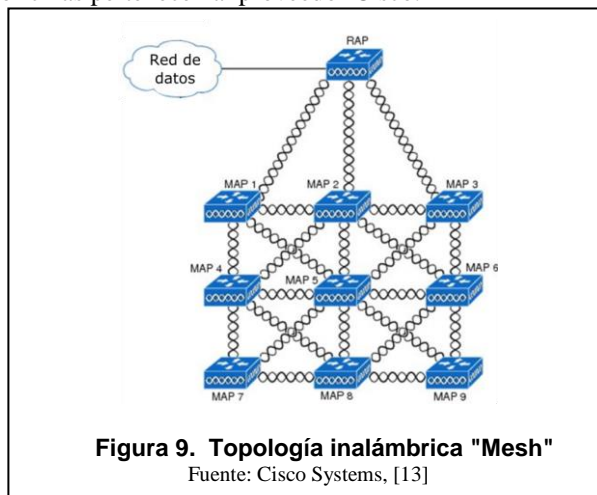 Red de
datos
RAP
MAP 1
MAP 2
MAP 3
MAP 4
MAP 5
MAP 6
MAP 7
MAP 8
MAP 9
Figura 9. Topología inalámbrica "Mesh"
Fuente: Cisco Systems, [13]